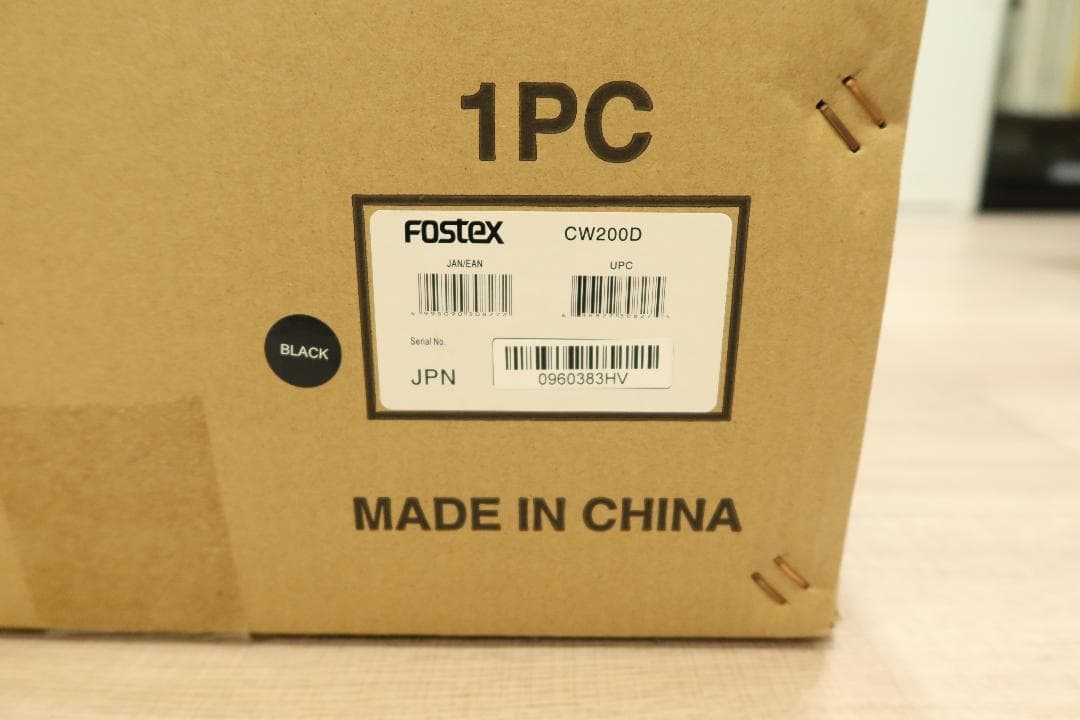 1PC
FOSTEX CW200D
JAN/EAN UPC
BLACK
Serial No.
JPN 0960383HV
MADE IN CHINA